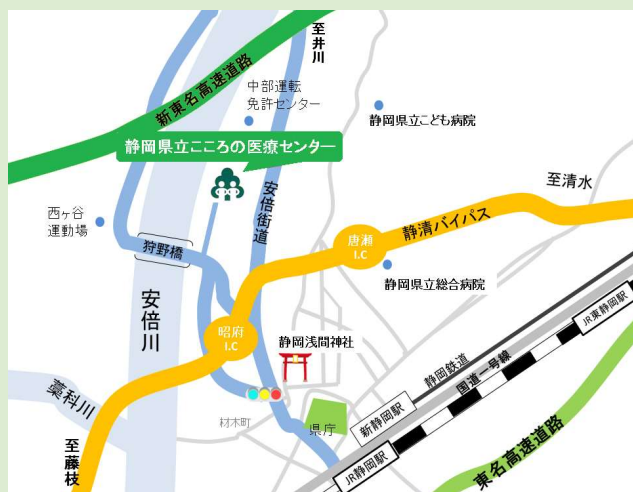 至井川
新東名高速道路
中部運転
免許センター
静岡県立こども病院
静岡県立こころの医療センター
至清水
安倍街道
西ヶ谷
運動場
唐瀬
I.C
静清バイパス
狩野橋
静岡県立総合病院
安倍川
昭府
I.C
静岡浅間神社
JR東静岡駅
静岡鉄道
国道一号線
藁科川
材木町
県庁
新静岡駅
至藤枝
JR静岡駅
東名高速道路